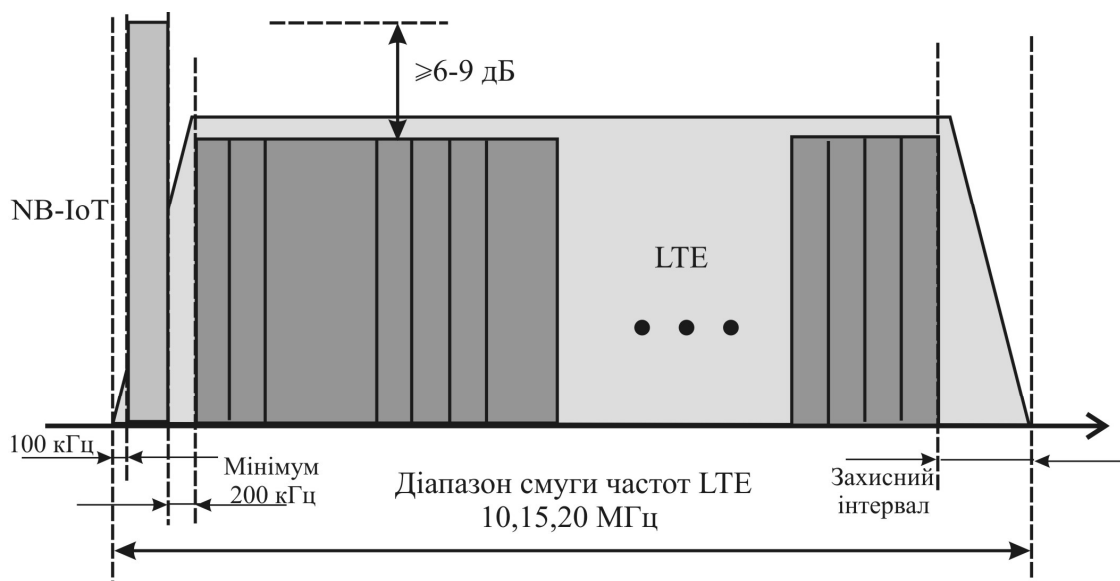 ⩾6-9 дБ
NB-IoT
LTE
100 кГц
Мінімум
200 кГц
Діапазон смуги частот LTE
10,15,20 МГц
Захисний
інтервал